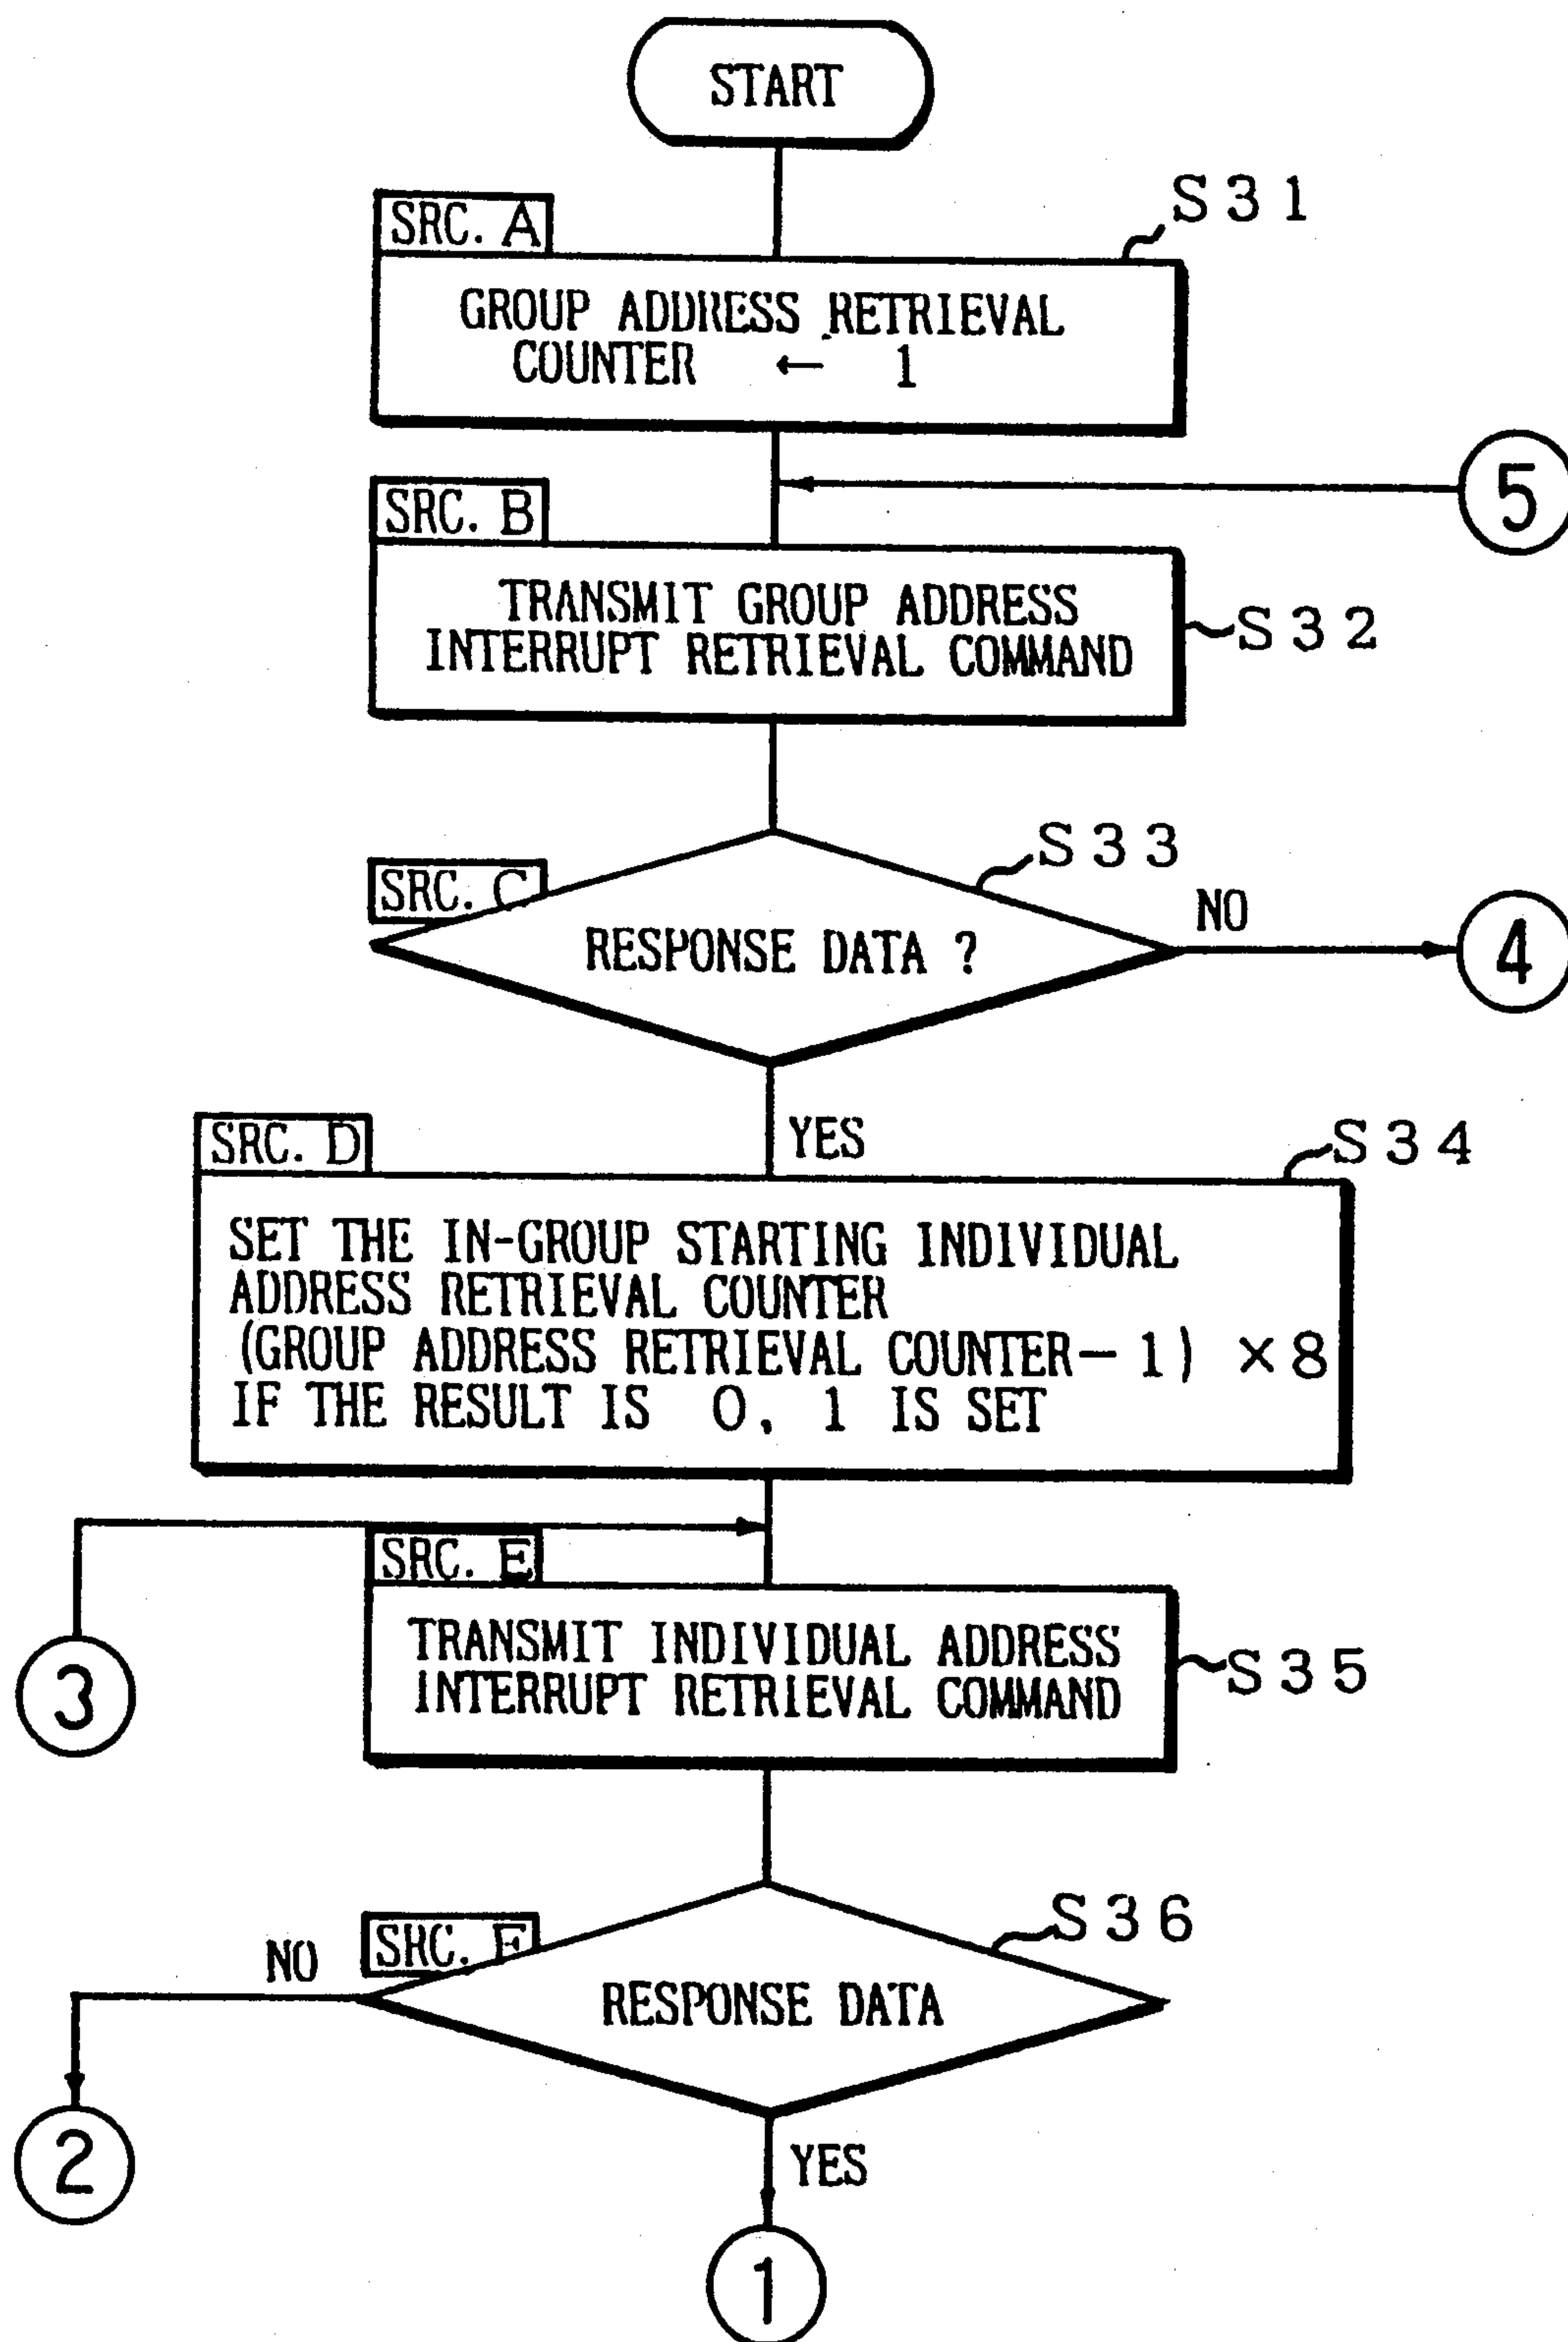 START
SRC. A
S31
GROUP ADDRESS RETRIEVAL
COUNTER ← 1
5
SRC. B
TRANSMIT GROUP ADDRESS
INTERRUPT RETRIEVAL COMMAND
S32
S33
SRC. C
NO
RESPONSE DATA ?
4
YES
SRC. D
S34
SET THE IN-GROUP STARTING INDIVIDUAL
ADDRESS RETRIEVAL COUNTER
(GROUP ADDRESS RETRIEVAL COUNTER-1) ×8
IF THE RESULT IS 0, 1 IS SET
SRC. E
TRANSMIT INDIVIDUAL ADDRESS
INTERRUPT RETRIEVAL COMMAND
S35
3
S36
SRC. F
NO
RESPONSE DATA
2
YES
1